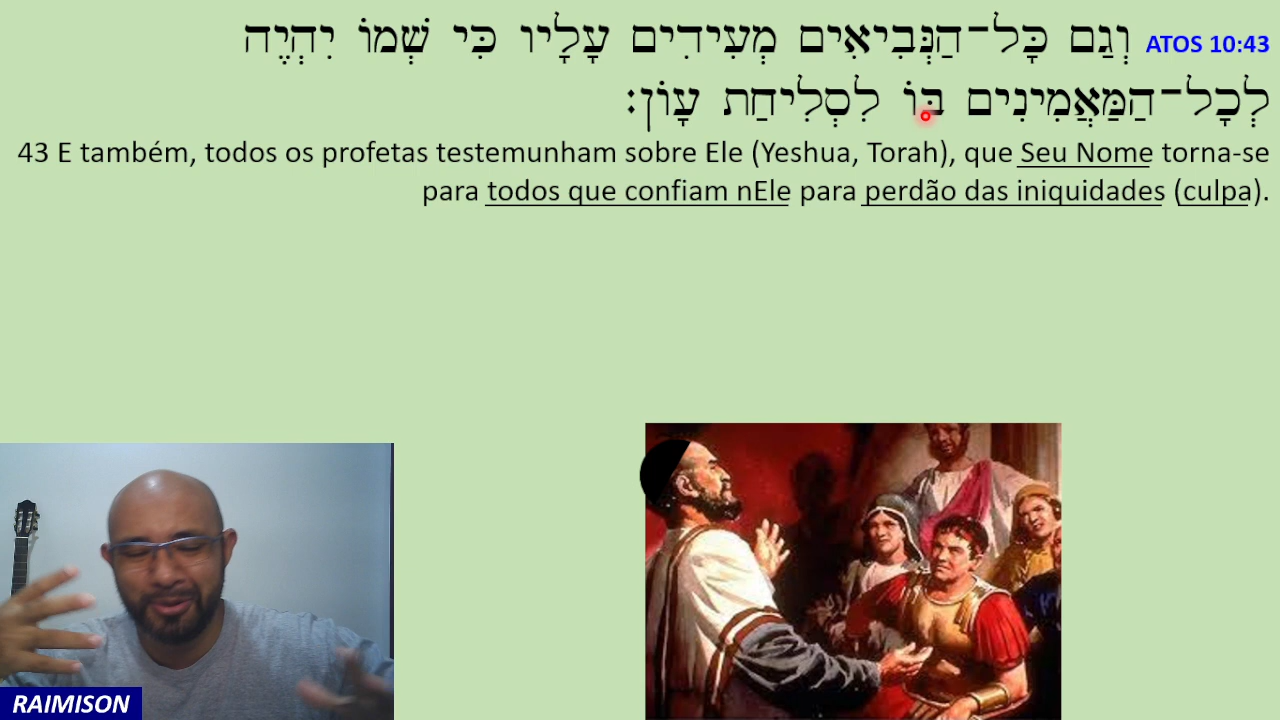 ATOS 10:43 וְגַם כָּל־הַנְּבִיאִים מְעִידִים עָלָיו כִּי שְׁמוֹ יִהְיֶה
לְכָל־הַמַּאֲמִינִים בּוֹ לִסְלִיחַת עָוֹן׃
43 E também, todos os profetas testemunham sobre Ele (Yeshua, Torah), que Seu Nome torna-se
para todos que confiam nEle para perdão das iniquidades (culpa).
RAIMISON